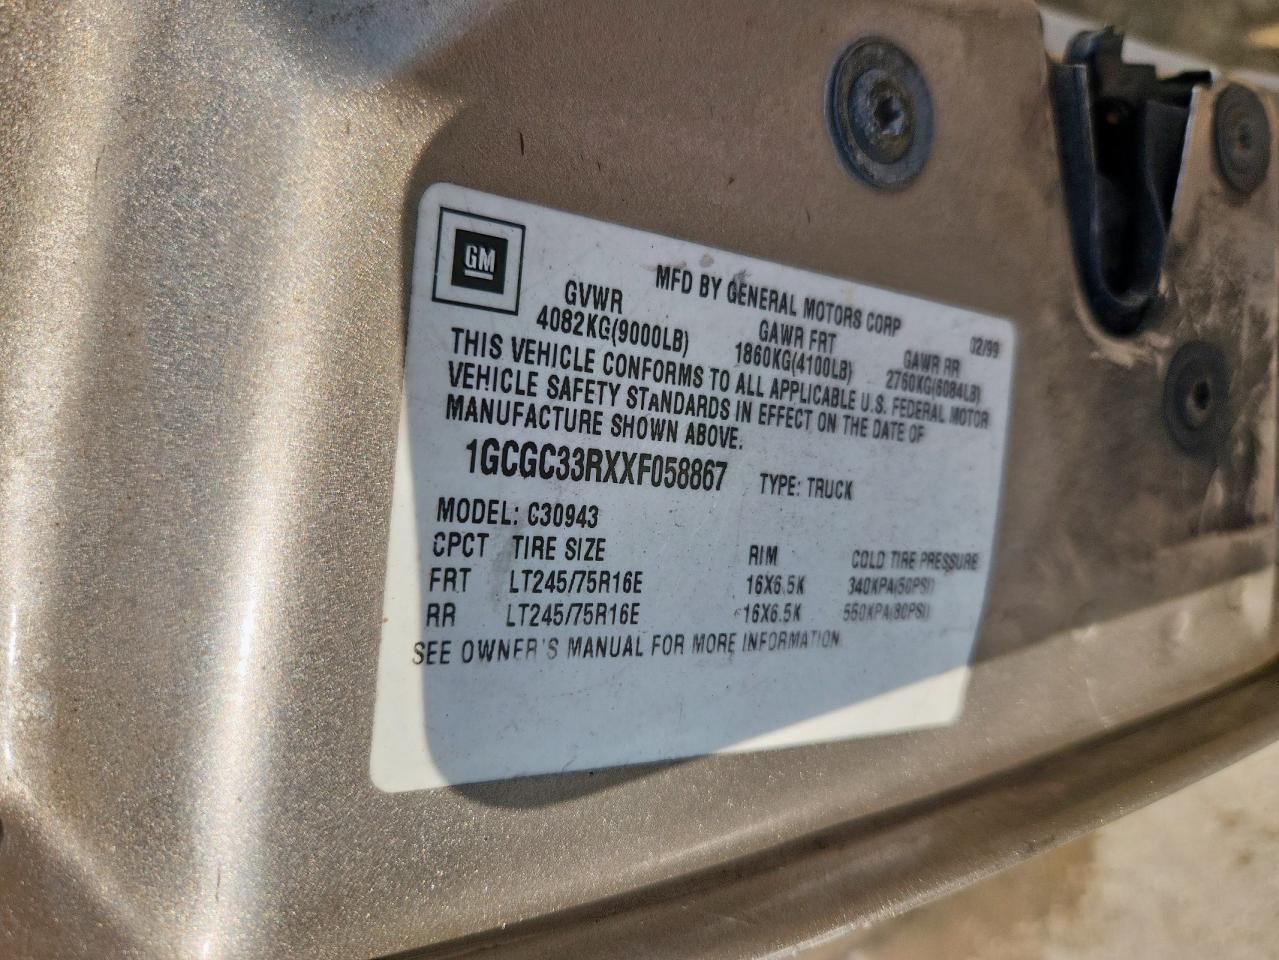 GM
MFD BY GENERAL MOTORS CORP 02/99
GVWR GAWR FRT GAWR RR
4082KG(9000LB) 1860KG(4100LB) 2760KG(6084LB)
THIS VEHICLE CONFORMS TO ALL APPLICABLE U.S. FEDERAL MOTOR
VEHICLE SAFETY STANDARDS IN EFFECT ON THE DATE OF
MANUFACTURE SHOWN ABOVE.
1GCGC33RXXF058867 TYPE: TRUCK
MODEL: C30943
CPCT TIRE SIZE RIM COLD TIRE PRESSURE
FRT LT245/75R16E 16X6.5K 340KPA(50PSI)
RR LT245/75R16E 16X6.5K 550KPA(80PSI)
SEE OWNER'S MANUAL FOR MORE INFORMATION